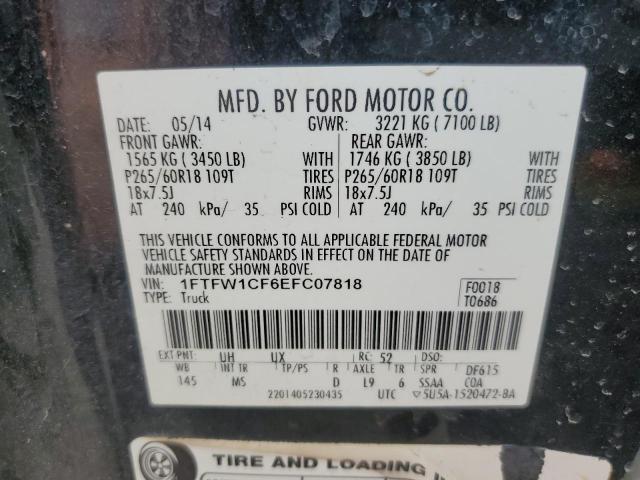 MFD. BY FORD MOTOR CO.
DATE: 05/14 GVWR: 3221 KG ( 7100 LB)
FRONT GAWR: REAR GAWR:
1565 KG ( 3450 LB) WITH 1746 KG ( 3850 LB) WITH
P265/60R18 109T TIRES P265/60R18 109T TIRES
18x7.5J RIMS 18x7.5J RIMS
AT 240 kPa/ 35 PSI COLD AT 240 kPa/ 35 PSI COLD
THIS VEHICLE CONFORMS TO ALL APPLICABLE FEDERAL MOTOR
VEHICLE SAFETY STANDARDS IN EFFECT ON THE DATE OF
MANUFACTURE SHOWN ABOVE.
VIN: 1FTFW1CF6EFC07818 F0018
TYPE: Truck T0686
EXT PNT: UH UX RC: 52 DSO:
WB INT TR TP/PS R AXLE TR SPR DF615
145 MS D L9 6 SSAA COA
2201405230435 UTC ▽5U5A-1520472-BA
TIRE AND LOADING